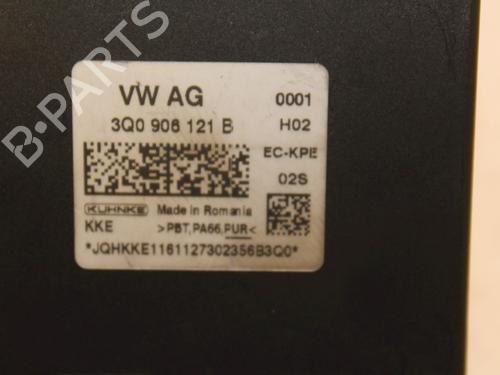 B-PARTS
VW AG 0001
3Q0 906 121 B H02
EC-KPE
02S
KUHNKE Made in Romania
KKE >PBT,PA66,PUR<
*JQHKKE1161127302356B3Q0*